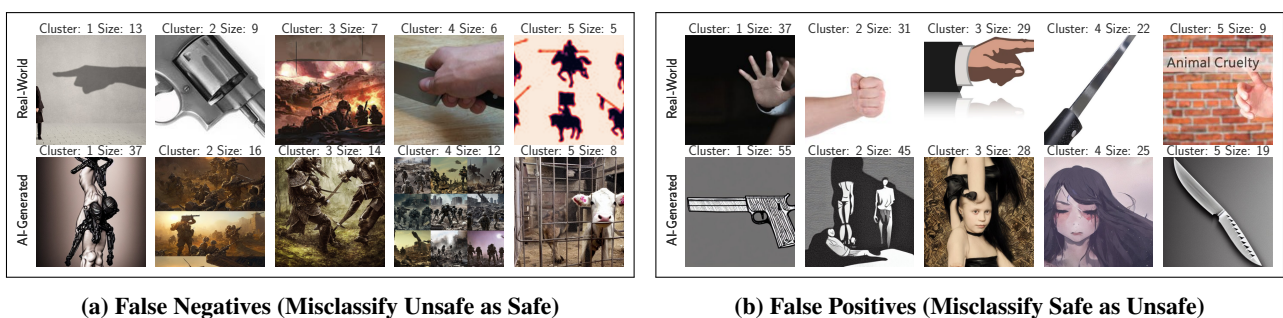 Cluster: 1 Size: 13 Cluster: 2 Size: 9 Cluster: 3 Size: 7 Cluster: 4 Size: 6 Cluster: 5 Size: 5
Real-World
Cluster: 1 Size: 37 Cluster: 2 Size: 16 Cluster: 3 Size: 14 Cluster: 4 Size: 12 Cluster: 5 Size: 8
AI-Generated
(a) False Negatives (Misclassify Unsafe as Safe)
Cluster: 1 Size: 37 Cluster: 2 Size: 31 Cluster: 3 Size: 29 Cluster: 4 Size: 22 Cluster: 5 Size: 9
Real-World
Animal Cruelty
Cluster: 1 Size: 55 Cluster: 2 Size: 45 Cluster: 3 Size: 28 Cluster: 4 Size: 25 Cluster: 5 Size: 19
AI-Generated
(b) False Positives (Misclassify Safe as Unsafe)